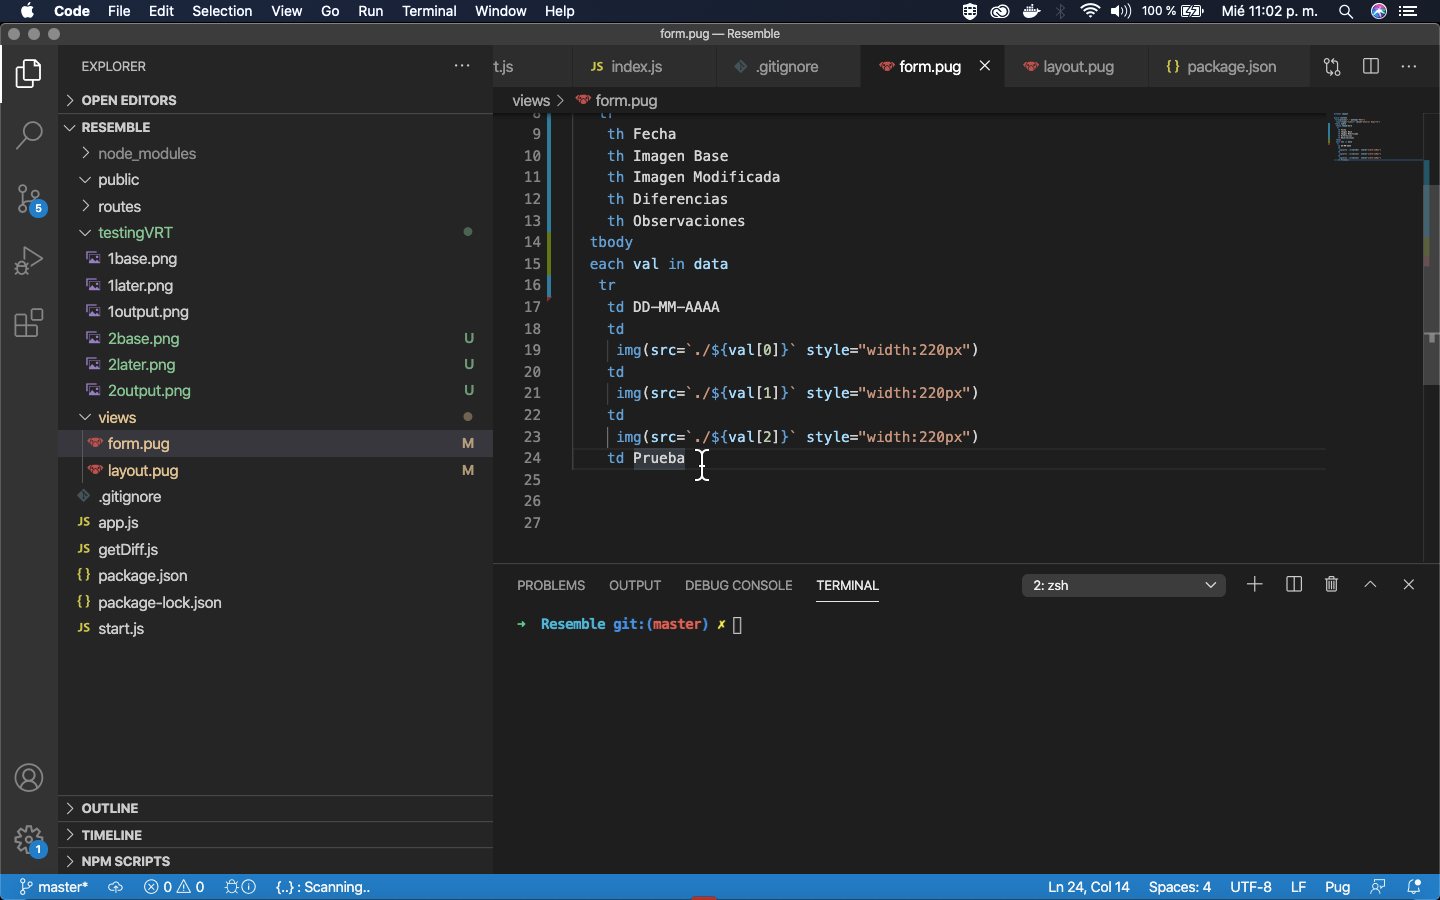 Code File Edit Selection View Go Run Terminal Window Help 100 % Mié 11:02 p. m.
form.pug — Resemble
EXPLORER
OPEN EDITORS
RESEMBLE
node_modules
public
routes
testingVRT
1base.png
1later.png
1output.png
2base.png U
2later.png U
2output.png U
views
form.pug M
layout.pug M
.gitignore
JS app.js
JS getDiff.js
{} package.json
{} package-lock.json
JS start.js
OUTLINE
TIMELINE
NPM SCRIPTS
5
1
t.js JS index.js .gitignore form.pug layout.pug {} package.json
views > form.pug
8 tr
9 th Fecha
10 th Imagen Base
11 th Imagen Modificada
12 th Diferencias
13 th Observaciones
14 tbody
15 each val in data
16 tr
17 td DD-MM-AAAA
18 td
19 img(src=`./${val[0]}` style="width:220px")
20 td
21 img(src=`./${val[1]}` style="width:220px")
22 td
23 img(src=`./${val[2]}` style="width:220px")
24 td Prueba
25
26
27
PROBLEMS OUTPUT DEBUG CONSOLE TERMINAL 2: zsh
➜ Resemble git:(master) ✗
master* 0 0 {..} : Scanning.. Ln 24, Col 14 Spaces: 4 UTF-8 LF Pug